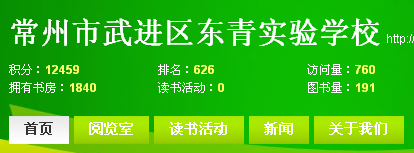 常州市武进区东青实验学校 http:/
积分：12459 排名：626 访问量：760
拥有书房：1840 读书活动：0 图书量：191
首页 阅览室 读书活动 新闻 关于我们